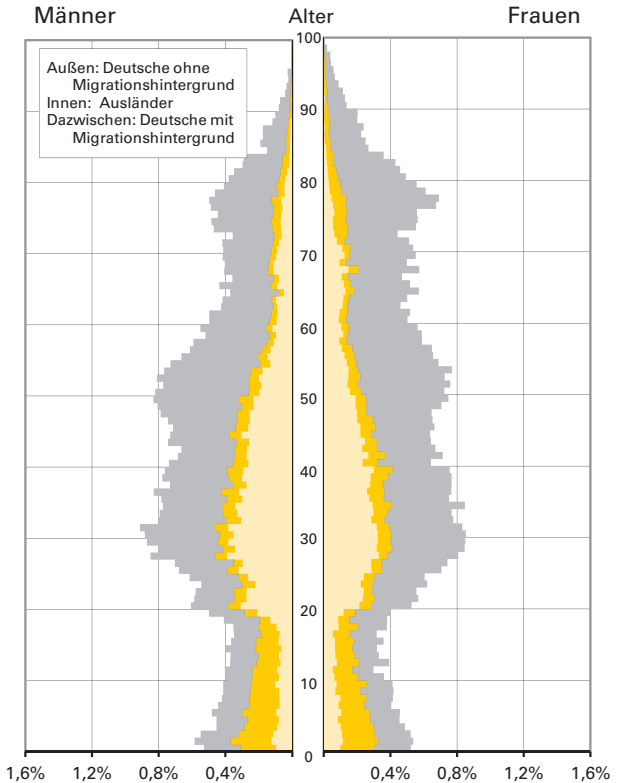 Männer Alter Frauen
Außen: Deutsche ohne
Migrationshintergrund
Innen: Ausländer
Dazwischen: Deutsche mit
Migrationshintergrund
100
90
80
70
60
50
40
30
20
10
0
1,6% 1,2% 0,8% 0,4% 0,4% 0,8% 1,2% 1,6%